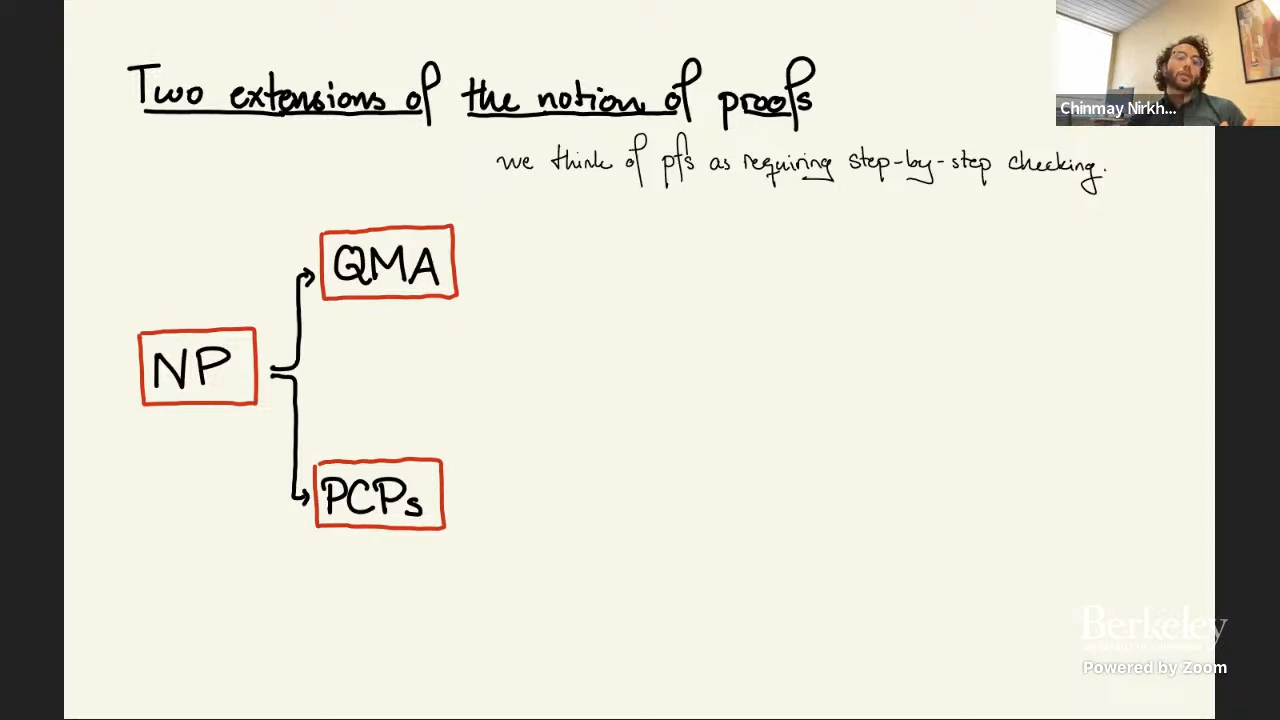 Two extensions of the notion of proofs
we think of pfs as requiring step-by-step checking.
QMA
NP
PCPs
Chinmay Nirkh...
Berkeley
Powered by Zoom